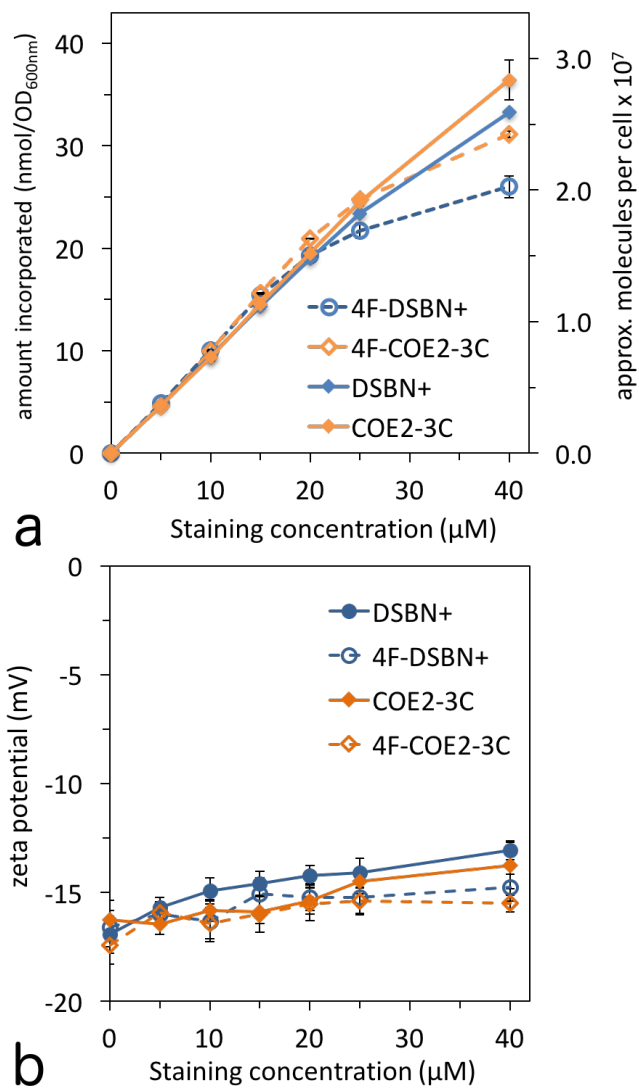 40
30
20
10
0
amount incorporated (nmol/OD600nm)
3.0
2.0
1.0
0.0
approx. molecules per cell x 10⁷
4F-DSBN+
4F-COE2-3C
DSBN+
COE2-3C
0 10 20 30 40
Staining concentration (µM)
a
0
-5
-10
-15
-20
zeta potential (mV)
DSBN+
4F-DSBN+
COE2-3C
4F-COE2-3C
0 10 20 30 40
Staining concentration (µM)
b